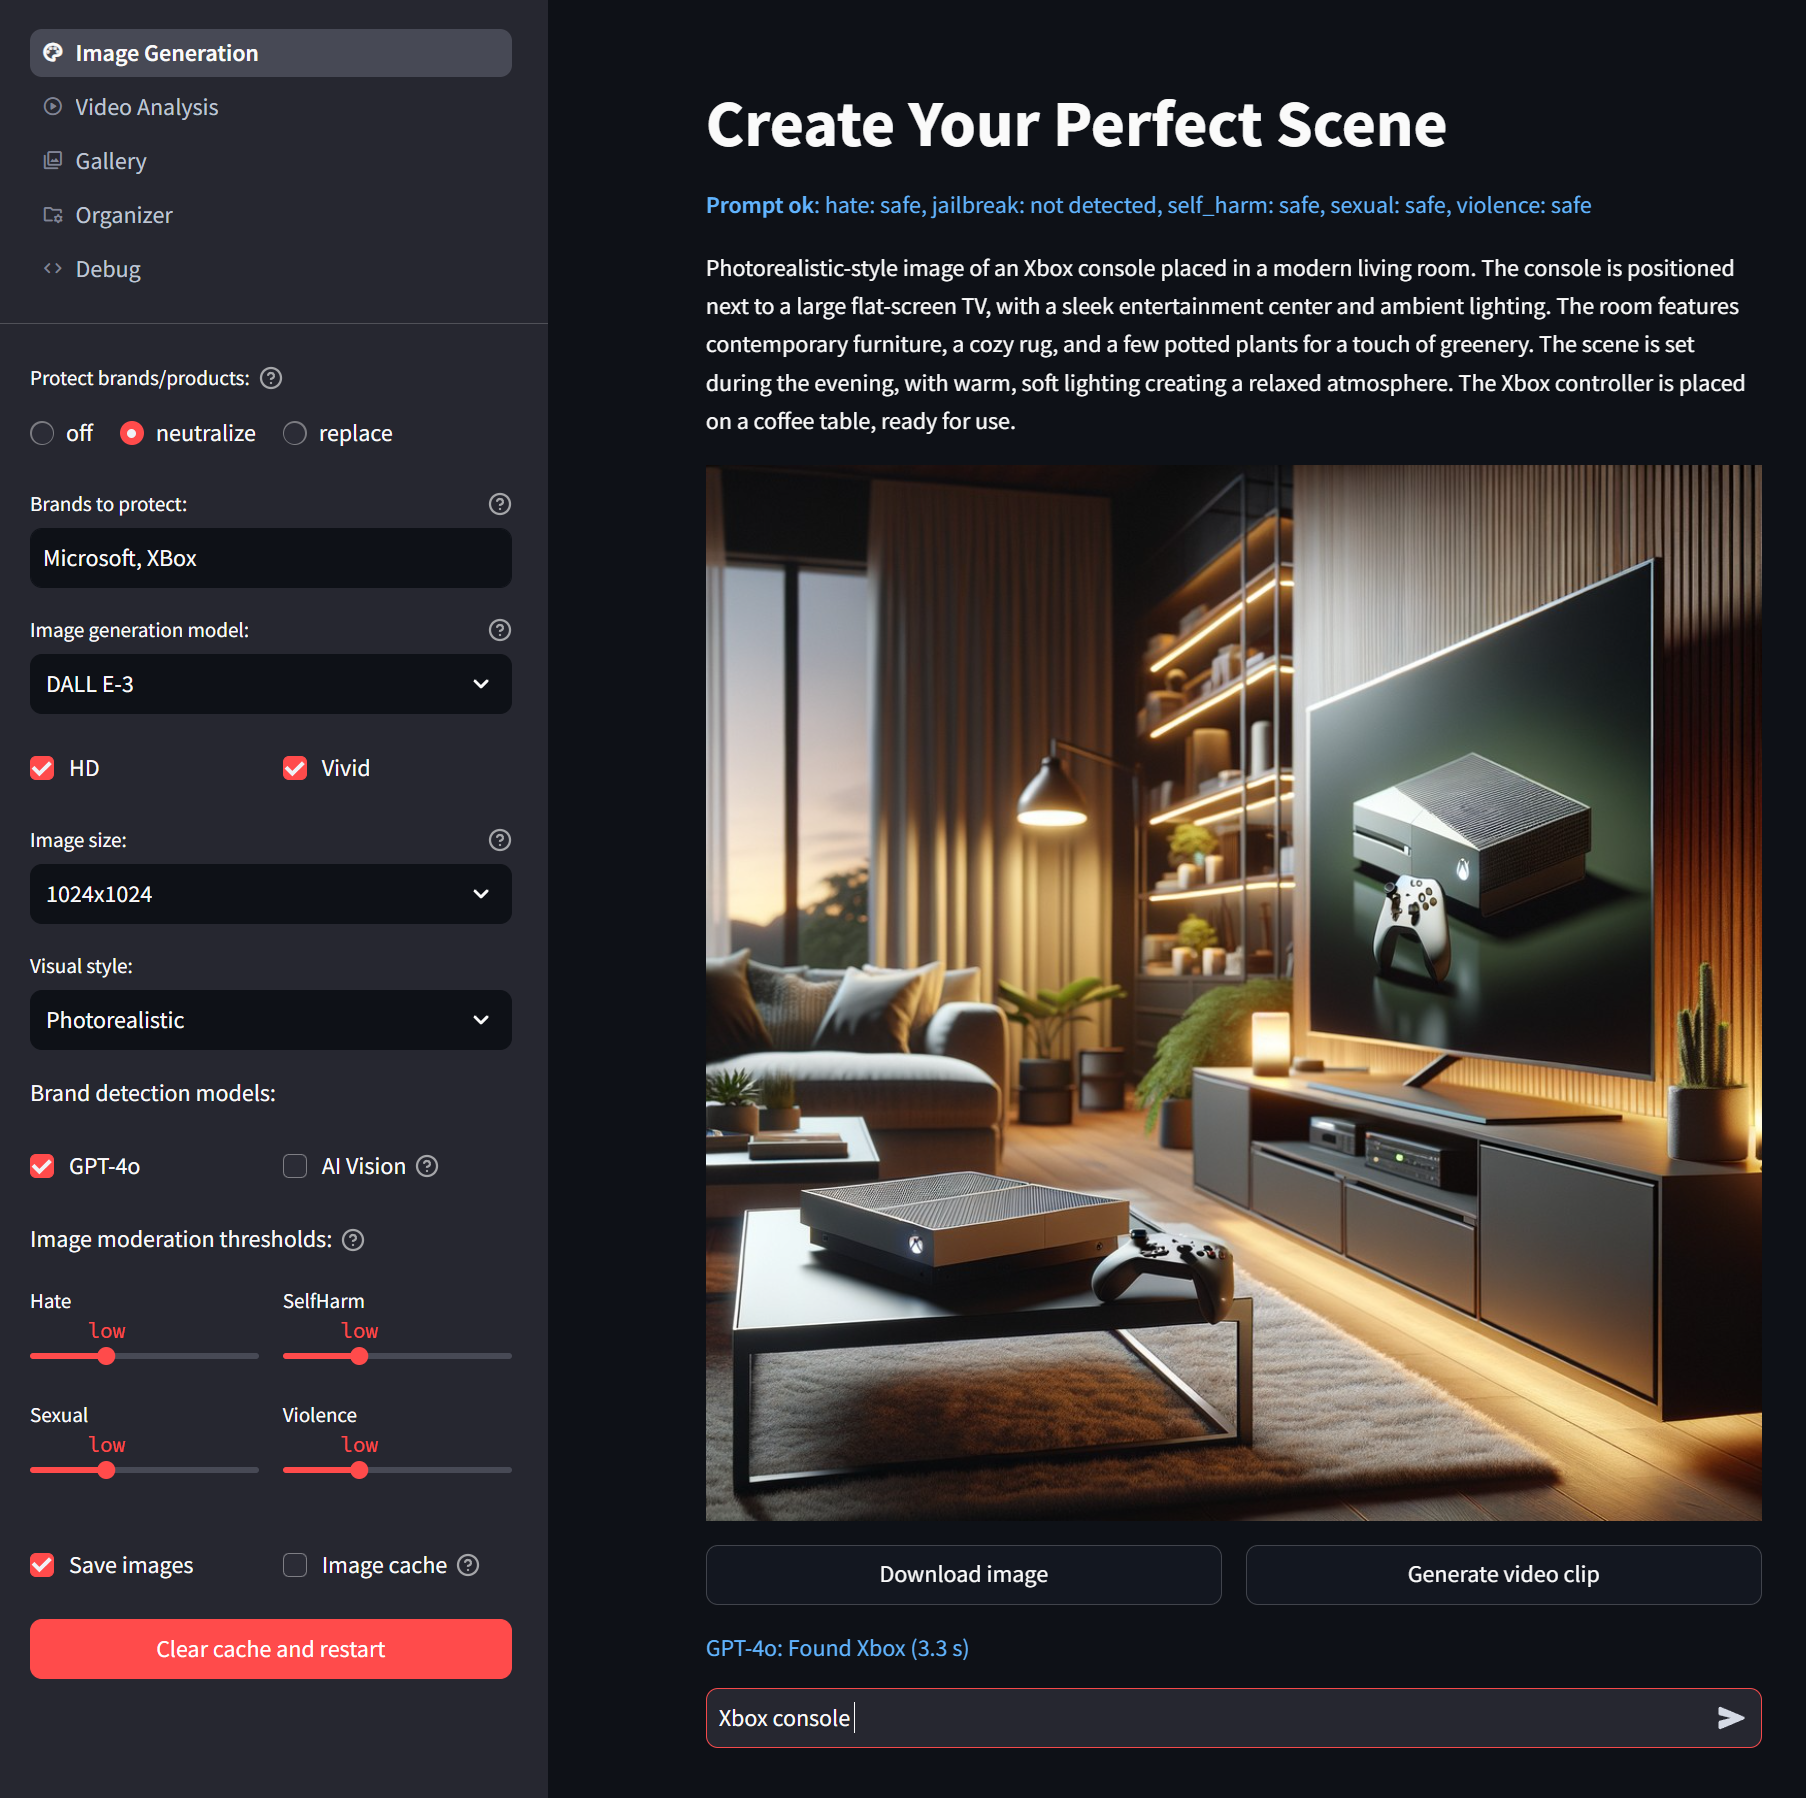 Image Generation
Video Analysis
Gallery
Organizer
Debug
Protect brands/products:
off neutralize replace
Brands to protect:
Microsoft, XBox
Image generation model:
DALL E-3
HD Vivid
Image size:
1024x1024
Visual style:
Photorealistic
Brand detection models:
GPT-4o AI Vision
Image moderation thresholds:
Hate SelfHarm
low low
Sexual Violence
low low
Save images Image cache
Clear cache and restart
Create Your Perfect Scene
Prompt ok: hate: safe, jailbreak: not detected, self_harm: safe, sexual: safe, violence: safe
Photorealistic-style image of an Xbox console placed in a modern living room. The console is positioned
next to a large flat-screen TV, with a sleek entertainment center and ambient lighting. The room features
contemporary furniture, a cozy rug, and a few potted plants for a touch of greenery. The scene is set
during the evening, with warm, soft lighting creating a relaxed atmosphere. The Xbox controller is placed
on a coffee table, ready for use.
Download image Generate video clip
GPT-4o: Found Xbox (3.3 s)
Xbox console